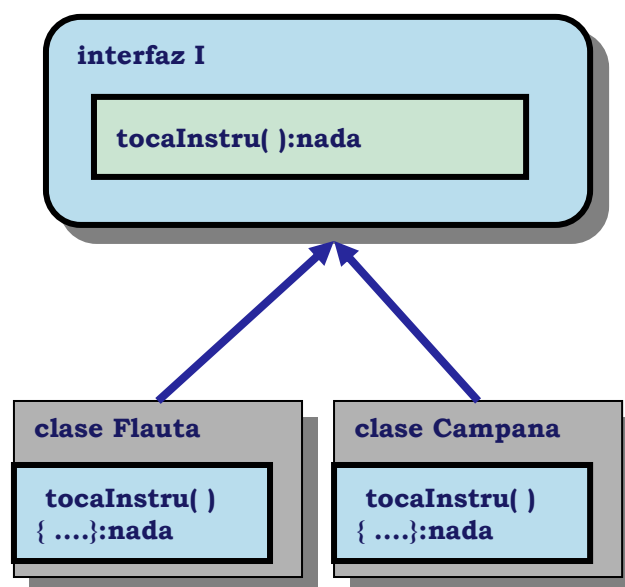 interfaz I
tocaInstru( ):nada
clase Flauta
tocaInstru( )
{ ....}:nada
clase Campana
tocaInstru( )
{ ....}:nada